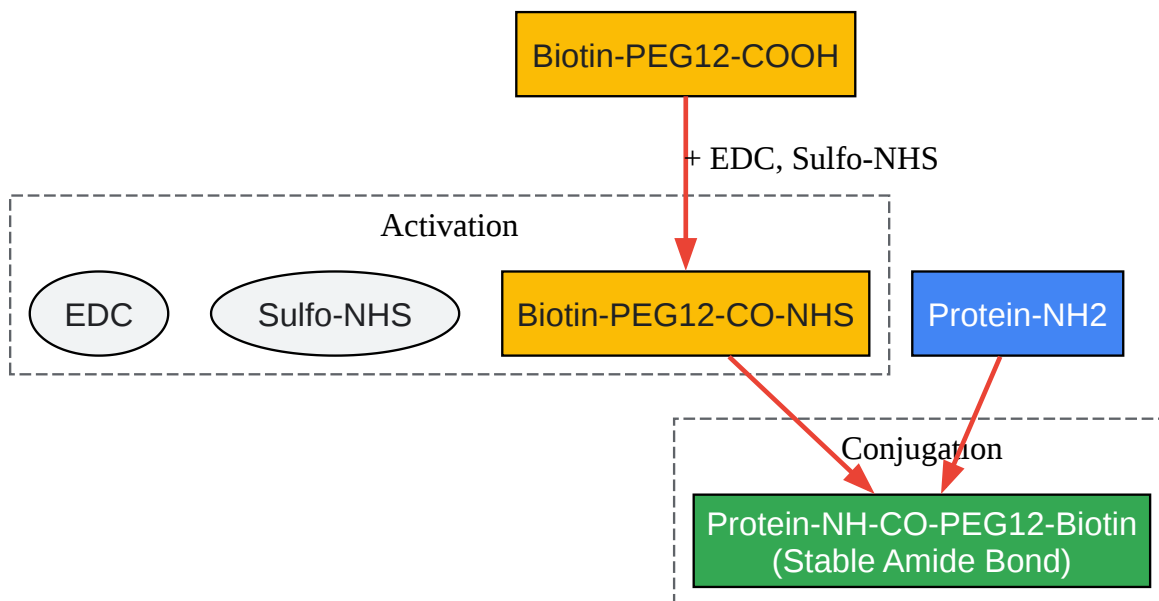 Biotin-PEG12-COOH
+ EDC, Sulfo-NHS
Activation
EDC
Sulfo-NHS
Biotin-PEG12-CO-NHS
Protein-NH2
Conjugation
Protein-NH-CO-PEG12-Biotin
(Stable Amide Bond)